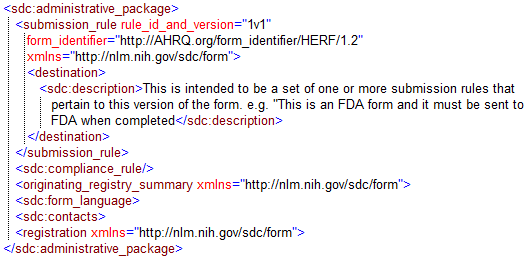 <sdc:administrative_package>
<submission_rule rule_id_and_version="1v1"
form_identifier="http://AHRQ.org/form_identifier/HERF/1.2"
xmlns="http://nlm.nih.gov/sdc/form">
<destination>
<sdc:description>This is intended to be a set of one or more submission rules that
pertain to this version of the form. e.g. "This is an FDA form and it must be sent to
FDA when completed</sdc:description>
</destination>
</submission_rule>
<sdc:compliance_rule/>
<originating_registry_summary xmlns="http://nlm.nih.gov/sdc/form">
<sdc:form_language>
<sdc:contacts>
<registration xmlns="http://nlm.nih.gov/sdc/form">
</sdc:administrative_package>